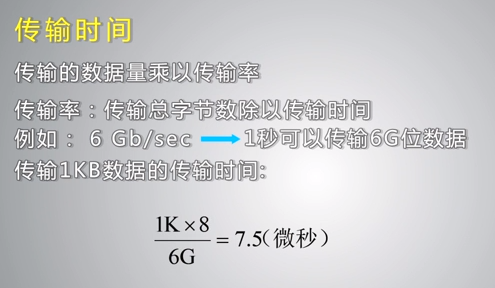 传输时间
传输的数据量乘以传输率
传输率：传输总字节数除以传输时间
例如： 6 Gb/sec → 1秒可以传输6G位数据
传输1KB数据的传输时间:
1K × 8
6G
= 7.5(微秒)